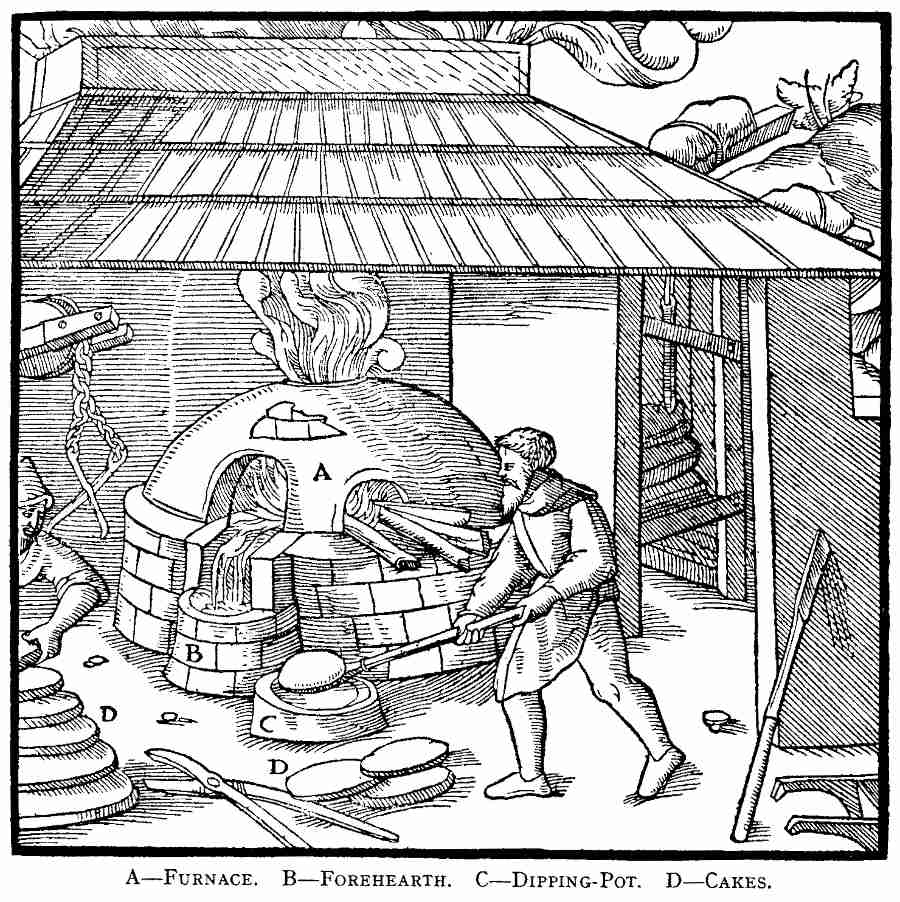 A
B
C
D
D
A—Furnace. B—Forehearth. C—Dipping-Pot. D—Cakes.